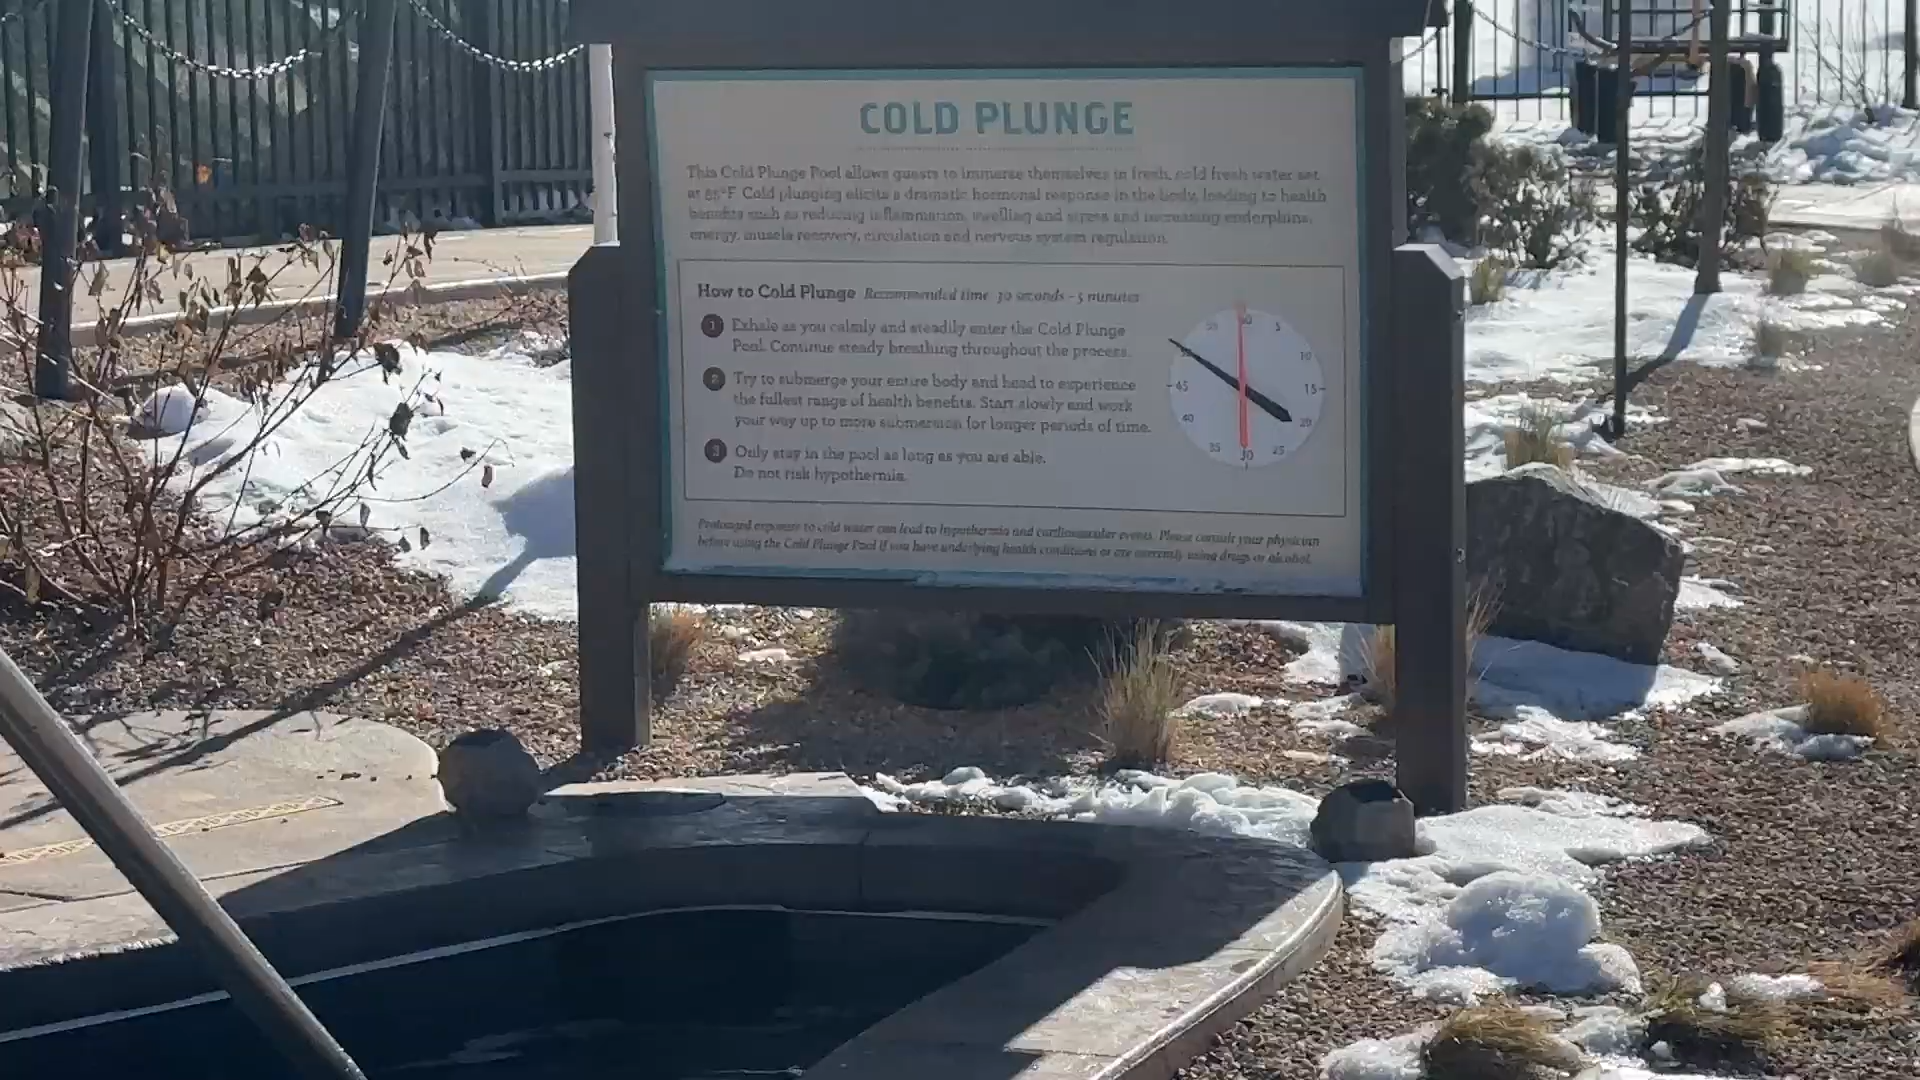 COLD PLUNGE
This Cold Plunge Pool allows guests to immerse themselves in fresh, cold fresh water set
at 55°F. Cold plunging elicits a dramatic hormonal response in the body, leading to health
benefits such as reducing inflammation, swelling and stress and increasing endorphins,
energy, muscle recovery, circulation and nervous system regulation.
How to Cold Plunge Recommended time 30 seconds - 5 minutes
1 Exhale as you calmly and steadily enter the Cold Plunge
Pool. Continue steady breathing throughout the process.
2 Try to submerge your entire body and head to experience
the fullest range of health benefits. Start slowly and work
your way up to more submersion for longer periods of time.
3 Only stay in the pool as long as you are able.
Do not risk hypothermia.
60
5
10
15
20
25
30
35
40
45
55
Prolonged exposure to cold water can lead to hypothermia and cardiovascular events. Please consult your physician
before using the Cold Plunge Pool if you have underlying health conditions or are currently using drugs or alcohol.